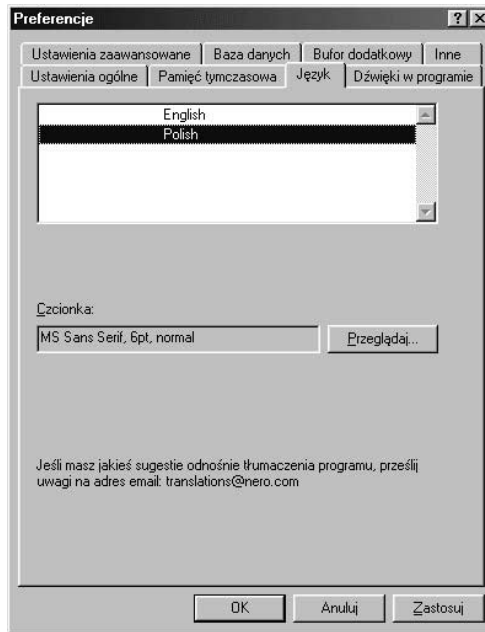 Preferencje
Ustawienia zaawansowane Baza danych Bufor dodatkowy Inne
Ustawienia ogólne Pamięć tymczasowa Język Dźwięki w programie
English
Polish
Czcionka:
MS Sans Serif, 6pt, normal Przeglądaj...
Jeśli masz jakieś sugestie odnośnie tłumaczenia programu, prześlij
uwagi na adres email: translations@nero.com
OK Anuluj Zastosuj